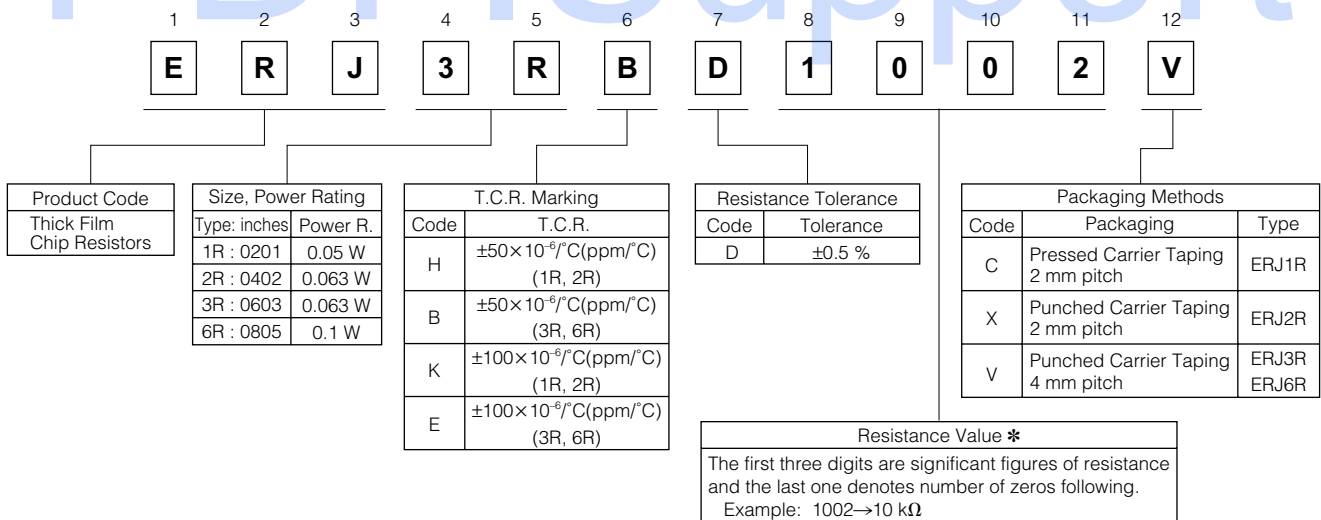 PDF Support
1 2 3 4 5 6 7 8 9 10 11 12
E R J 3 R B D 1 0 0 2 V
Product Code
Thick Film
Chip Resistors
Size, Power Rating
Type: inches Power R.
1R : 0201 0.05 W
2R : 0402 0.063 W
3R : 0603 0.063 W
6R : 0805 0.1 W
T.C.R. Marking
Code T.C.R.
H ±50×10⁻⁶/°C(ppm/°C)
(1R, 2R)
B ±50×10⁻⁶/°C(ppm/°C)
(3R, 6R)
K ±100×10⁻⁶/°C(ppm/°C)
(1R, 2R)
E ±100×10⁻⁶/°C(ppm/°C)
(3R, 6R)
Resistance Tolerance
Code Tolerance
D ±0.5 %
Packaging Methods
Code Packaging Type
C Pressed Carrier Taping
2 mm pitch ERJ1R
X Punched Carrier Taping
2 mm pitch ERJ2R
V Punched Carrier Taping
4 mm pitch ERJ3R
ERJ6R
Resistance Value ✱
The first three digits are significant figures of resistance
and the last one denotes number of zeros following.
Example: 1002→10 kΩ